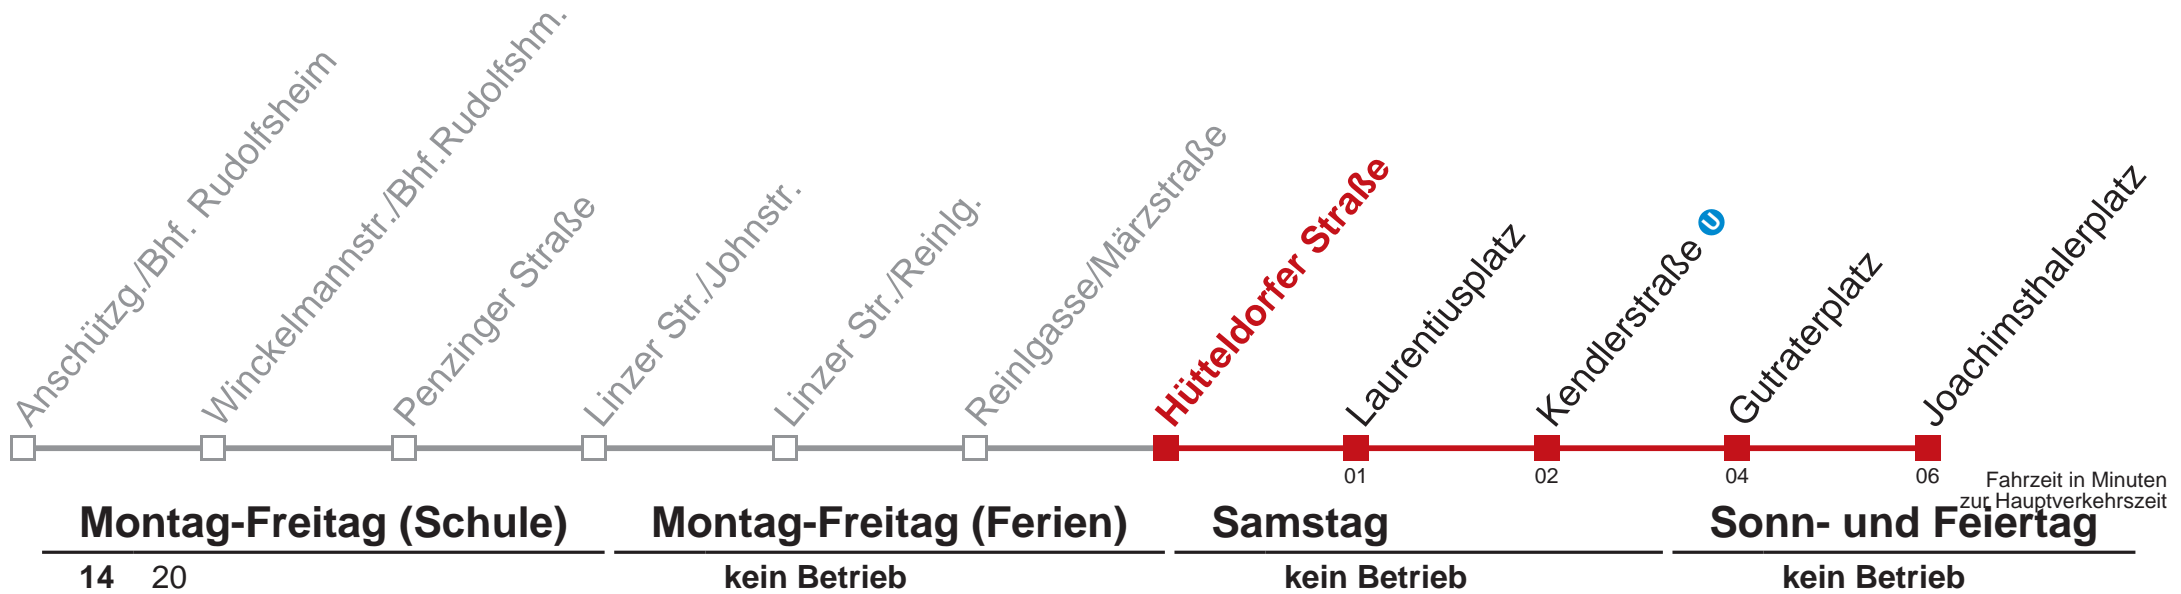 Anschützg./Bhf. Rudolfsheim
Winckelmannstr./Bhf.Rudolfshm.
Penzinger Straße
Linzer Str./Johnstr.
Linzer Str./Reinlg.
Reinlgasse/Märzstraße
Hütteldorfer Straße
Laurentiusplatz
Kendlerstraße U
Gutraterplatz
Joachimsthalerplatz
01 02 04 06
Fahrzeit in Minuten
zur Hauptverkehrszeit
Montag-Freitag (Schule) Montag-Freitag (Ferien) Samstag Sonn- und Feiertag
14 20 kein Betrieb kein Betrieb kein Betrieb